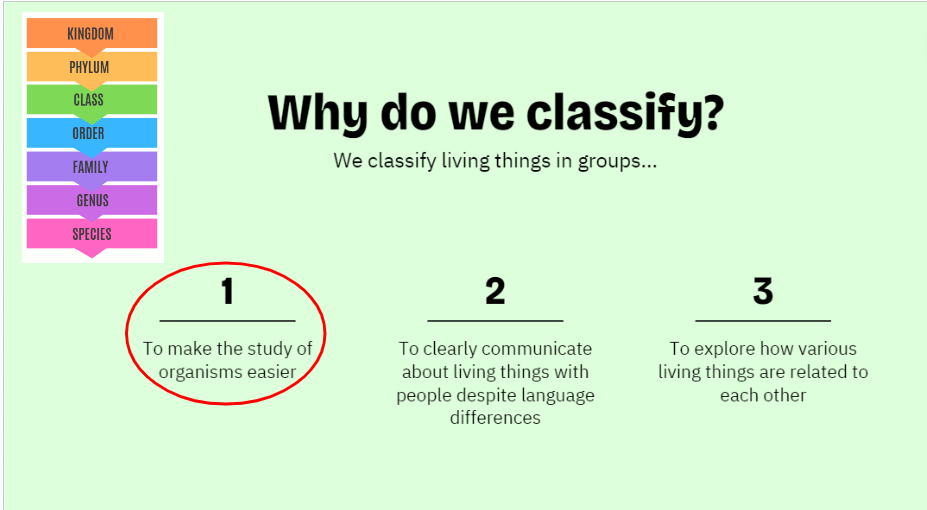 KINGDOM
PHYLUM
CLASS
ORDER
FAMILY
GENUS
SPECIES
Why do we classify?
We classify living things in groups...
1
To make the study of
organisms easier
2
To clearly communicate
about living things with
people despite language
differences
3
To explore how various
living things are related to
each other